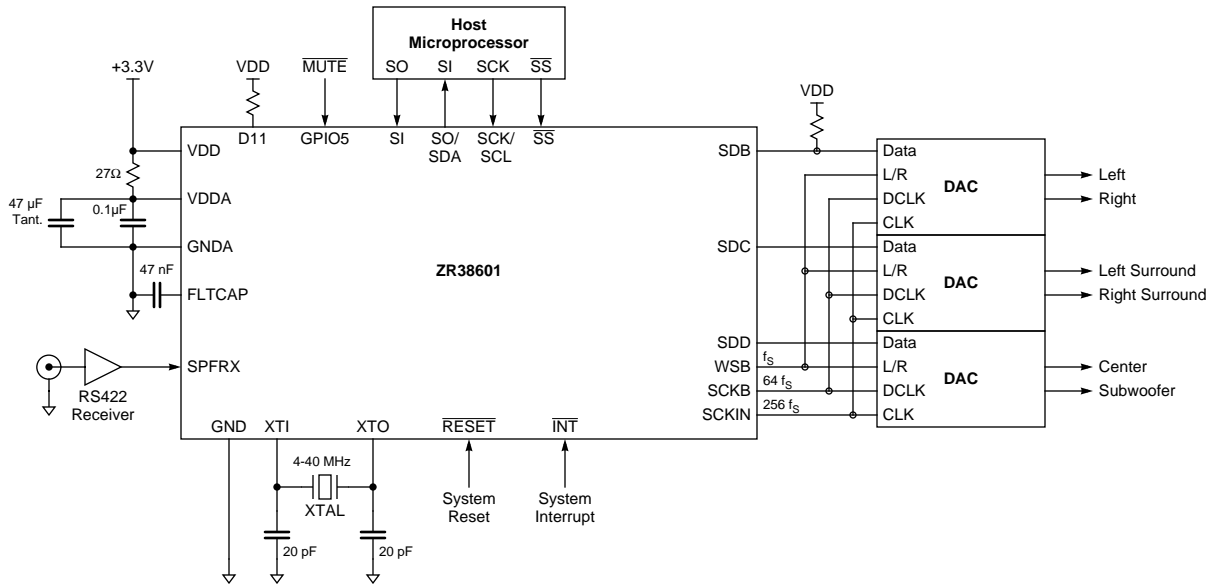 Host
Microprocessor
SO SI SCK SS
+3.3V
VDD
MUTE
VDD
D11
GPIO5
SI
SO/
SDA
SCK/
SCL
SS
VDD
27Ω
VDDA
47 µF
Tant.
0.1µF
GNDA
47 nF
FLTCAP
SPFRX
RS422
Receiver
ZR38601
SDB
SDC
SDD
WSB
fS
SCKB
64 fS
SCKIN
256 fS
Data
L/R
DCLK
CLK
DAC
Left
Right
Data
L/R
DCLK
CLK
DAC
Left Surround
Right Surround
Data
L/R
DCLK
CLK
DAC
Center
Subwoofer
GND
XTI
XTO
RESET
INT
4-40 MHz
XTAL
20 pF
20 pF
System
Reset
System
Interrupt